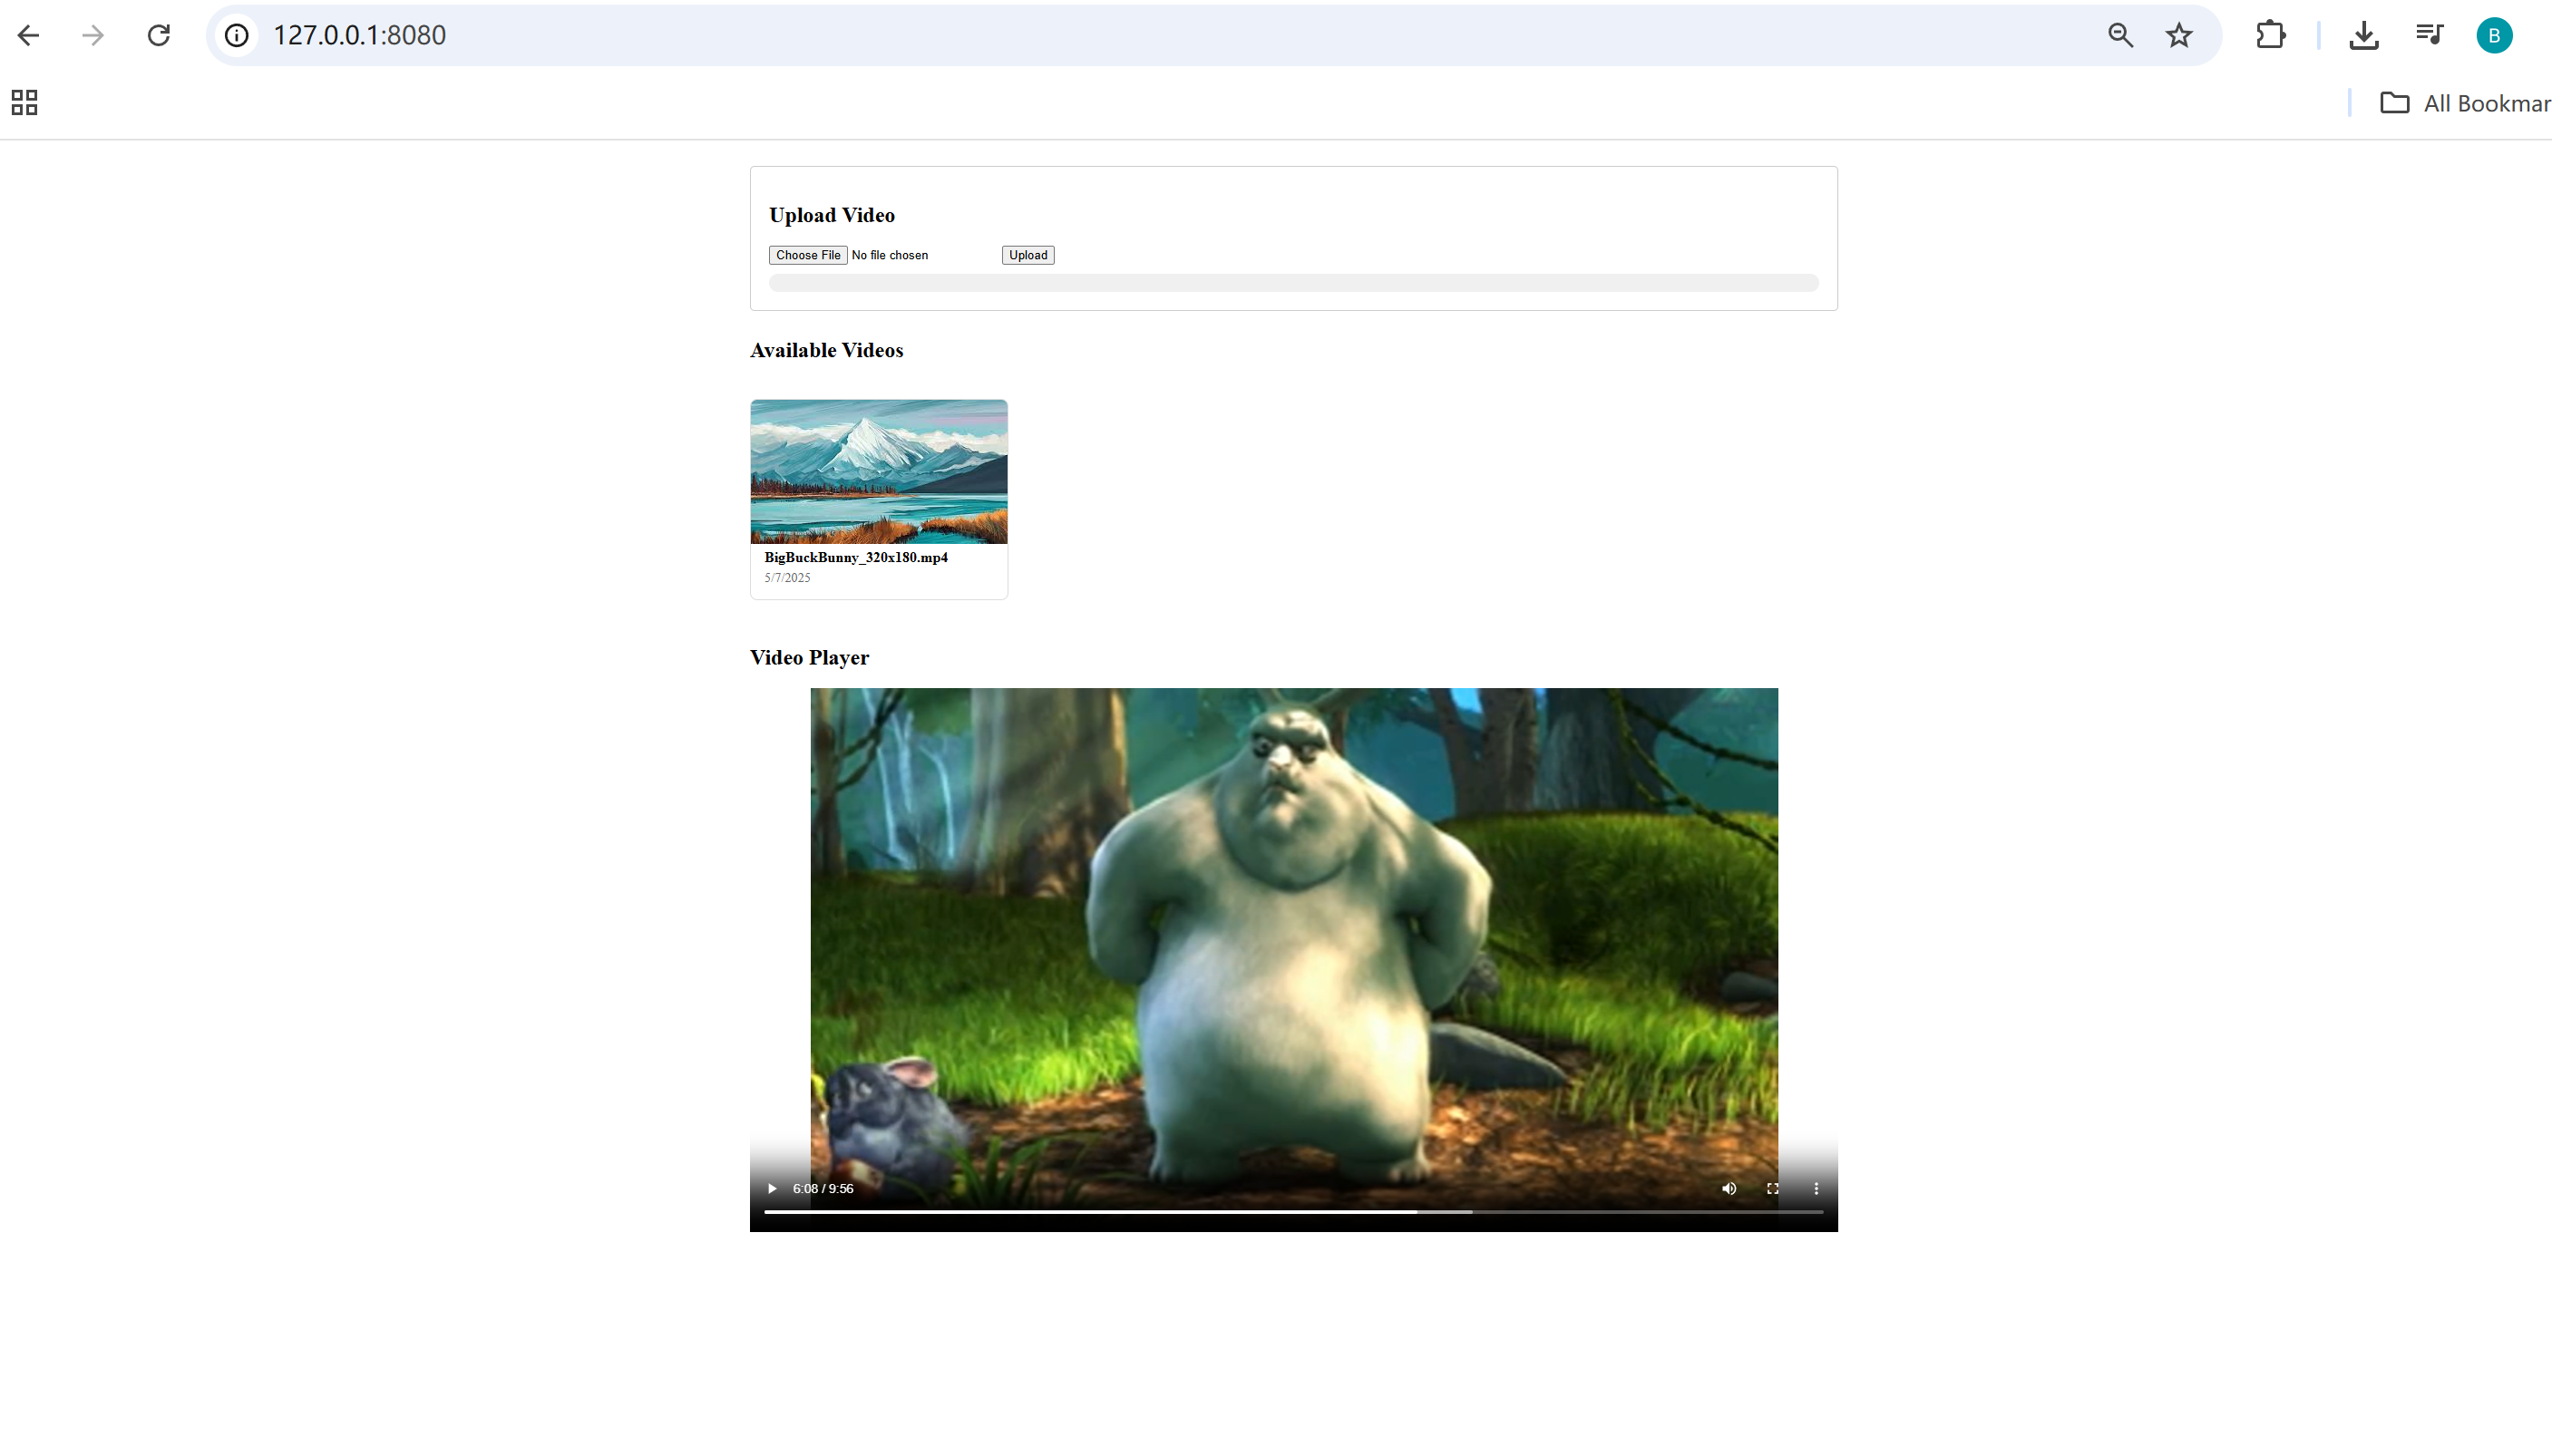 127.0.0.1:8080
B
All Bookmar
Upload Video
Choose File No file chosen Upload
Available Videos
BigBuckBunny_320x180.mp4
5/7/2025
Video Player
6:08 / 9:56